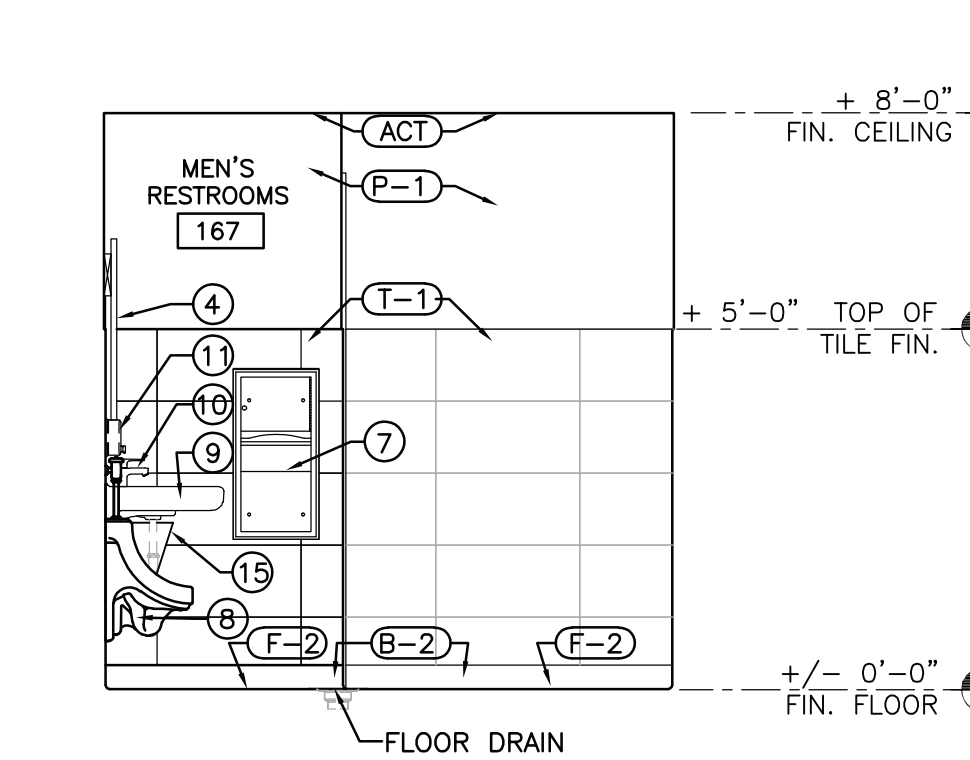 + 8'-0"
FIN. CEILING
ACT
MEN'S
RESTROOMS
P-1
167
4
T-1
+ 5'-0" TOP OF
TILE FIN.
11
10
9
7
15
8
F-2
B-2
F-2
+/- 0'-0"
FIN. FLOOR
FLOOR DRAIN